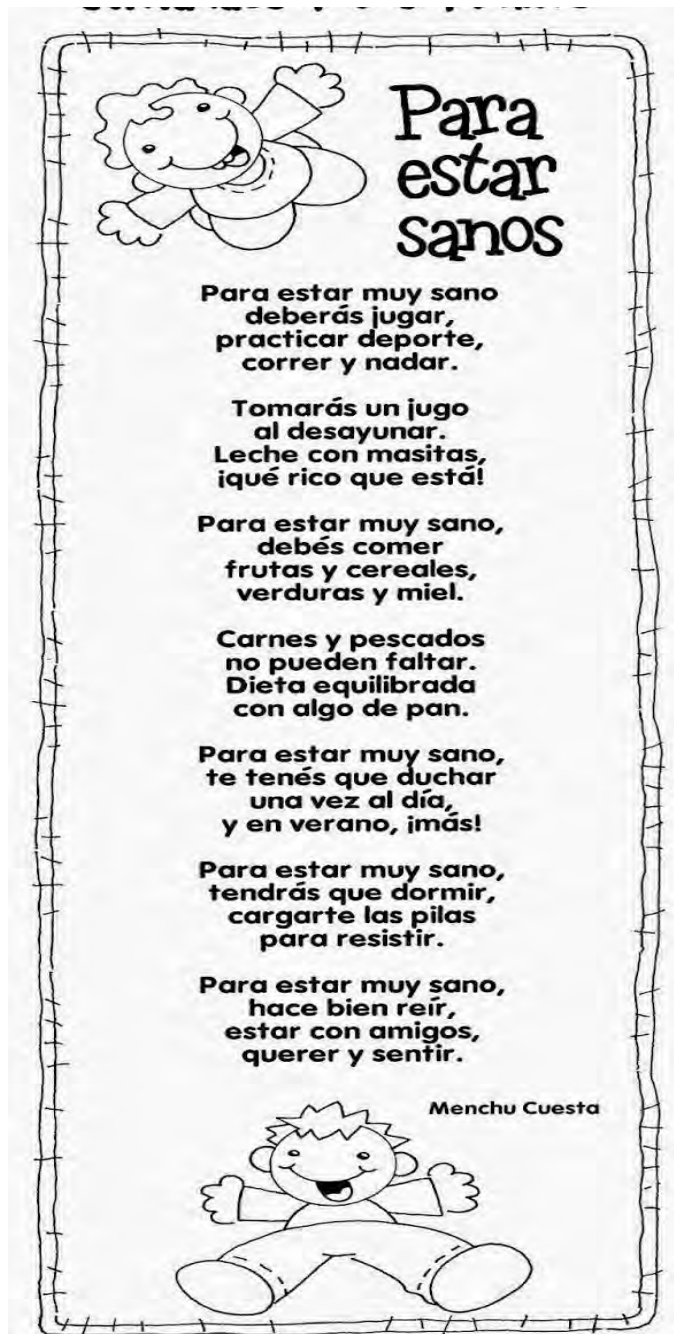 Para
estar
sanos
Para estar muy sano
deberás jugar,
practicar deporte,
correr y nadar.
Tomarás un jugo
al desayunar.
Leche con masitas,
¡qué rico que está!
Para estar muy sano,
debés comer
frutas y cereales,
verduras y miel.
Carnes y pescados
no pueden faltar.
Dieta equilibrada
con algo de pan.
Para estar muy sano,
te tenés que duchar
una vez al día,
y en verano, ¡más!
Para estar muy sano,
tendrás que dormir,
cargarte las pilas
para resistir.
Para estar muy sano,
hace bien reír,
estar con amigos,
querer y sentir.
Menchu Cuesta